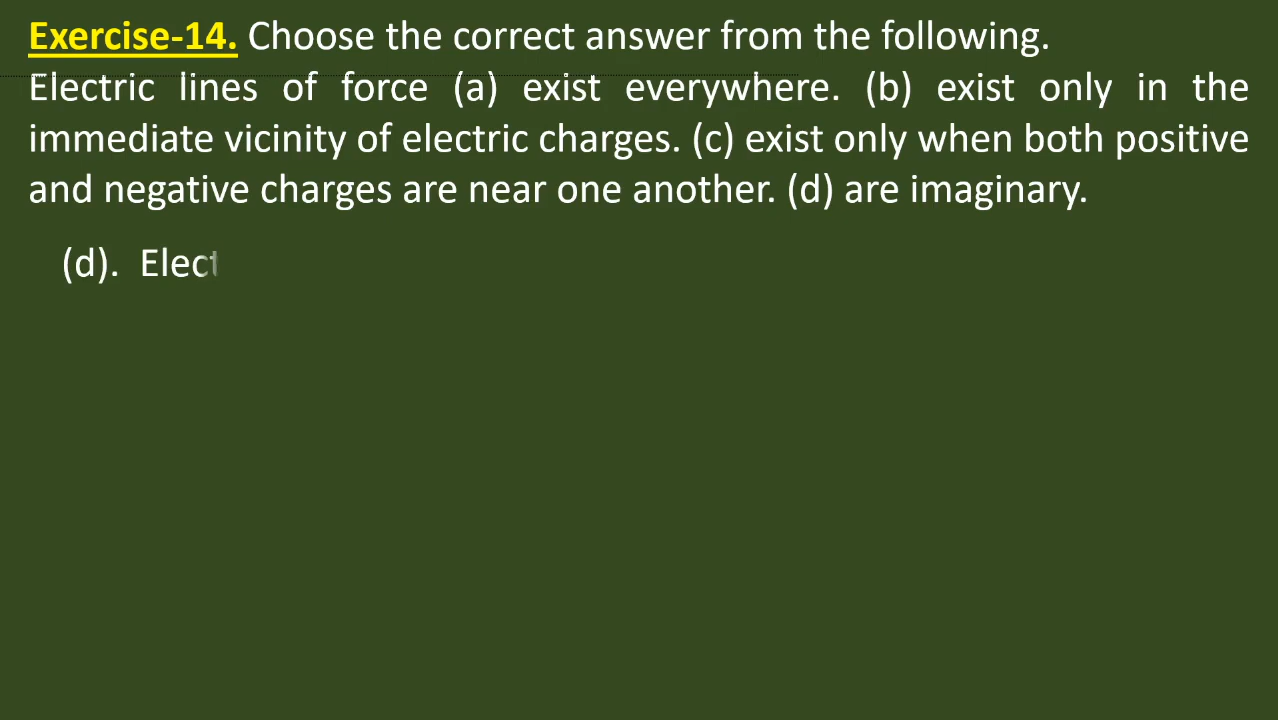 Exercise-14. Choose the correct answer from the following.
Electric lines of force (a) exist everywhere. (b) exist only in the
immediate vicinity of electric charges. (c) exist only when both positive
and negative charges are near one another. (d) are imaginary.
(d). Elect